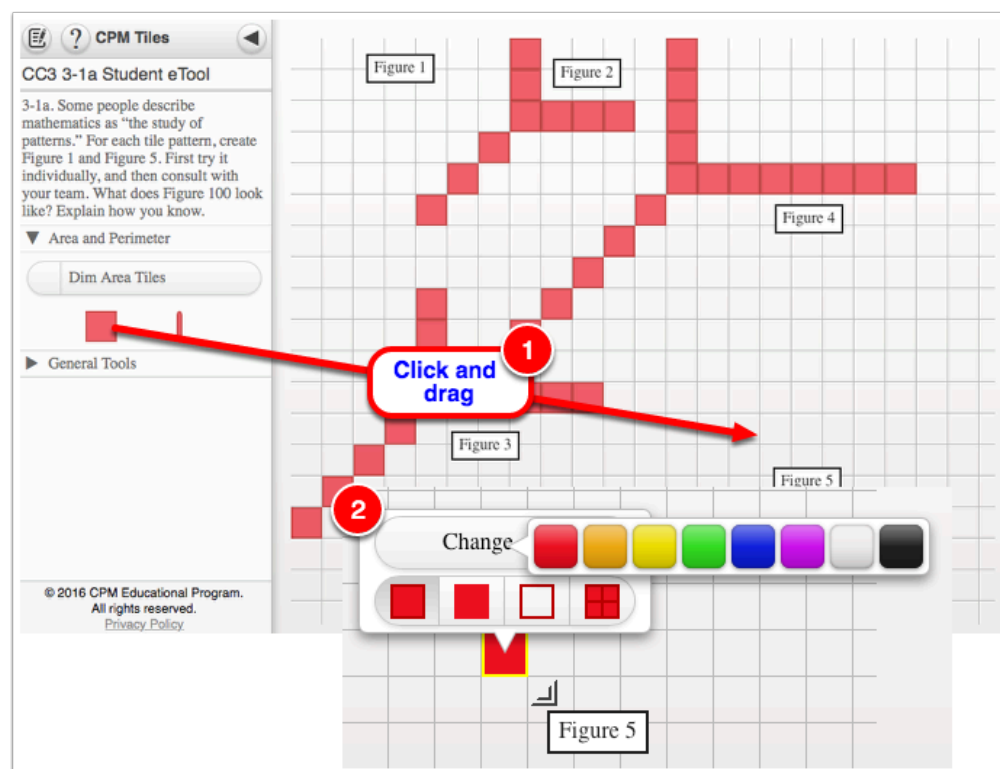 CPM Tiles
CC3 3-1a Student eTool
3-1a. Some people describe
mathematics as “the study of
patterns.” For each tile pattern, create
Figure 1 and Figure 5. First try it
individually, and then consult with
your team. What does Figure 100 look
like? Explain how you know.
Area and Perimeter
Dim Area Tiles
General Tools
© 2016 CPM Educational Program.
All rights reserved.
Privacy Policy
Figure 1
Figure 2
Figure 4
1
Click and
drag
Figure 3
Figure 5
2
Change
Figure 5